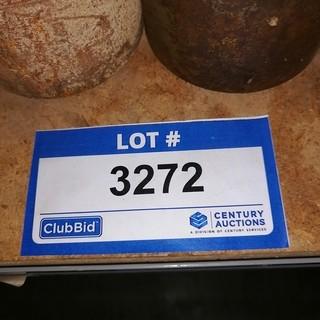 LOT #
3272
ClubBid
CENTURY
AUCTIONS
A DIVISION OF CENTURY SERVICES